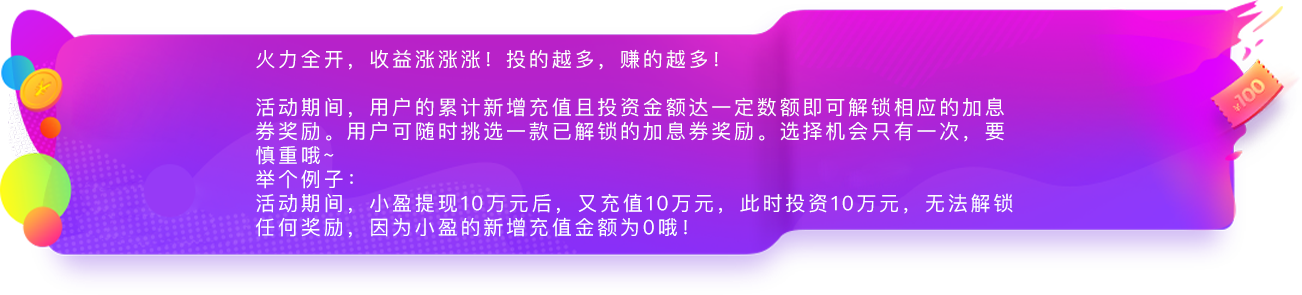 火力全开，收益涨涨涨！投的越多，赚的越多！
活动期间，用户的累计新增充值且投资金额达一定数额即可解锁相应的加息
券奖励。用户可随时挑选一款已解锁的加息券奖励。选择机会只有一次，要
慎重哦~
举个例子：
活动期间，小盈提现10万元后，又充值10万元，此时投资10万元，无法解锁
任何奖励，因为小盈的新增充值金额为0哦！
¥100